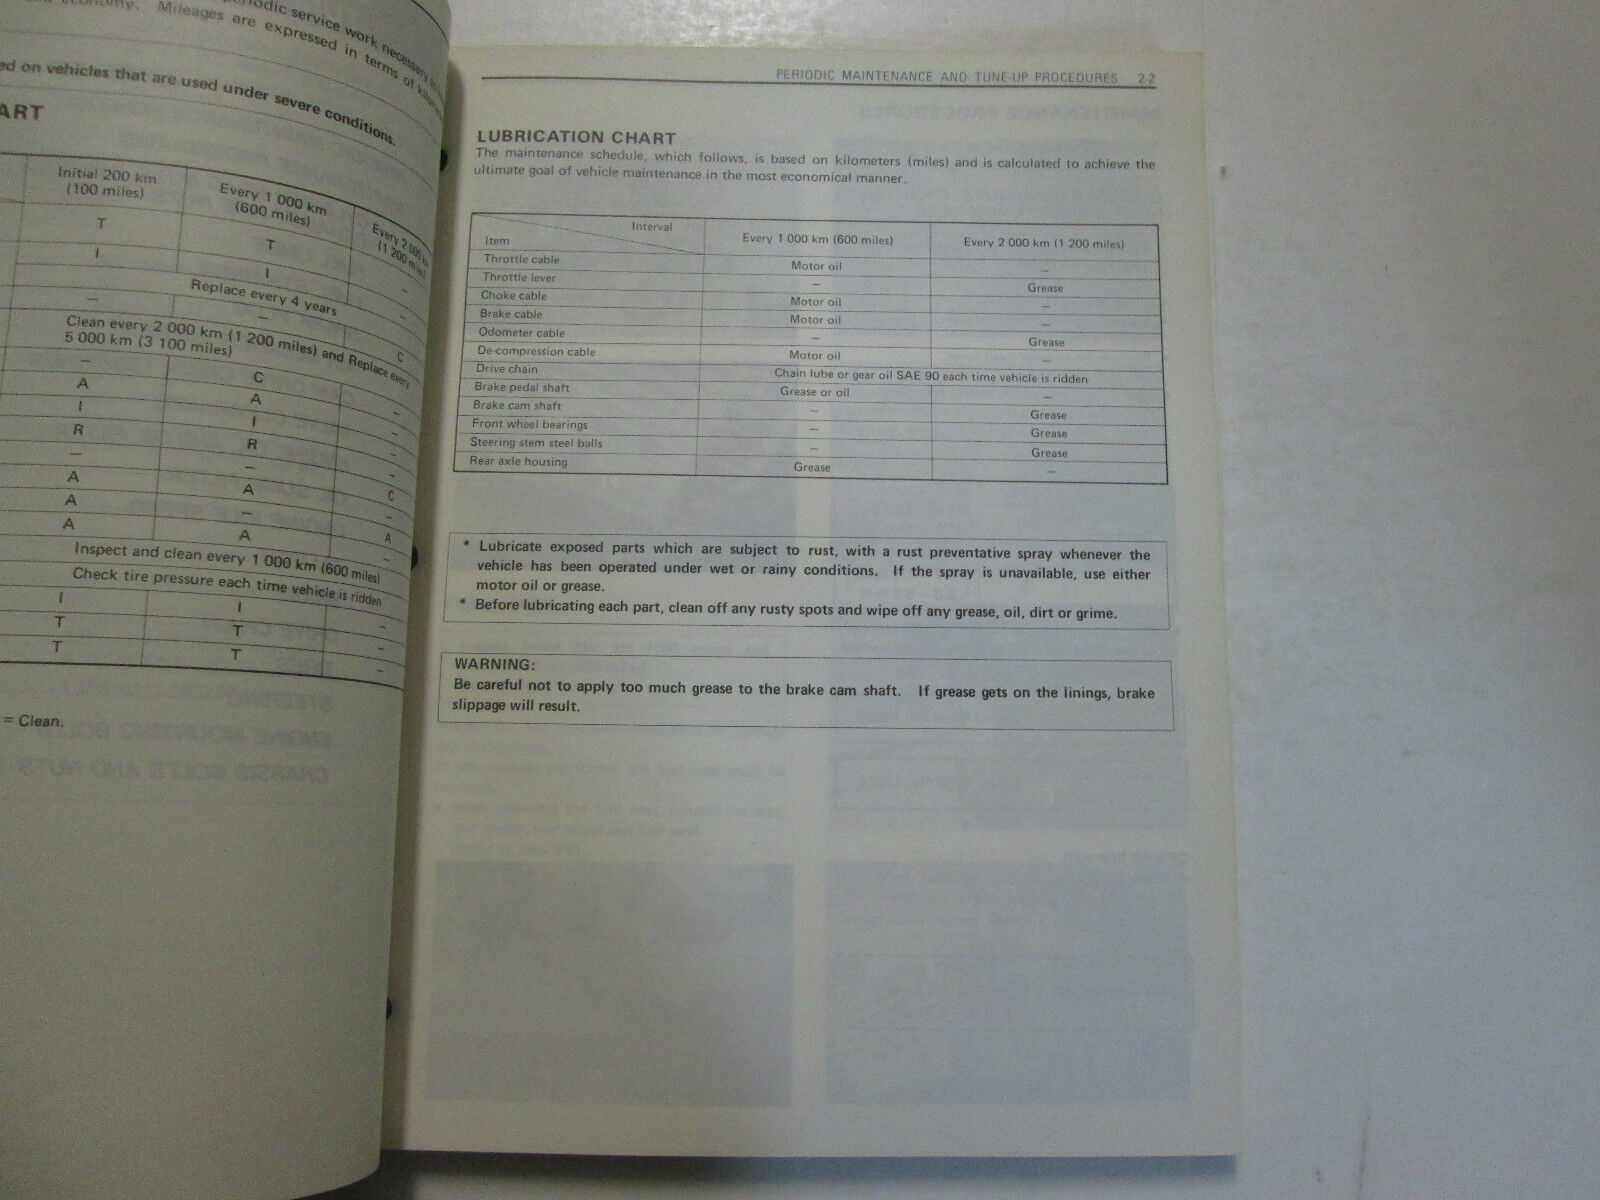 periodic service work necessary
economy. Mileages are expressed in terms of
on vehicles that are used under severe conditions.
ART
Initial 200 km (100 miles) Every 1 000 km (600 miles) Every 2 000 km (1 200 miles)
T T –
I I –
Replace every 4 years
– – C
Clean every 2 000 km (1 200 miles) and Replace every
5 000 km (3 100 miles)
– C –
A A –
I I –
R R –
– – C
A A –
A – A
A A –
Inspect and clean every 1 000 km (600 miles)
Check tire pressure each time vehicle is ridden
I I –
T T –
T T –
= Clean.
PERIODIC MAINTENANCE AND TUNE-UP PROCEDURES 2-2
LUBRICATION CHART
The maintenance schedule, which follows, is based on kilometers (miles) and is calculated to achieve the
ultimate goal of vehicle maintenance in the most economical manner.
Interval
Item Every 1 000 km (600 miles) Every 2 000 km (1 200 miles)
Throttle cable Motor oil –
Throttle lever – Grease
Choke cable Motor oil –
Brake cable Motor oil –
Odometer cable – Grease
De-compression cable Motor oil –
Drive chain Chain lube or gear oil SAE 90 each time vehicle is ridden
Brake pedal shaft Grease or oil –
Brake cam shaft – Grease
Front wheel bearings – Grease
Steering stem steel balls – Grease
Rear axle housing Grease –
* Lubricate exposed parts which are subject to rust, with a rust preventative spray whenever the
vehicle has been operated under wet or rainy conditions. If the spray is unavailable, use either
motor oil or grease.
* Before lubricating each part, clean off any rusty spots and wipe off any grease, oil, dirt or grime.
WARNING:
Be careful not to apply too much grease to the brake cam shaft. If grease gets on the linings, brake
slippage will result.